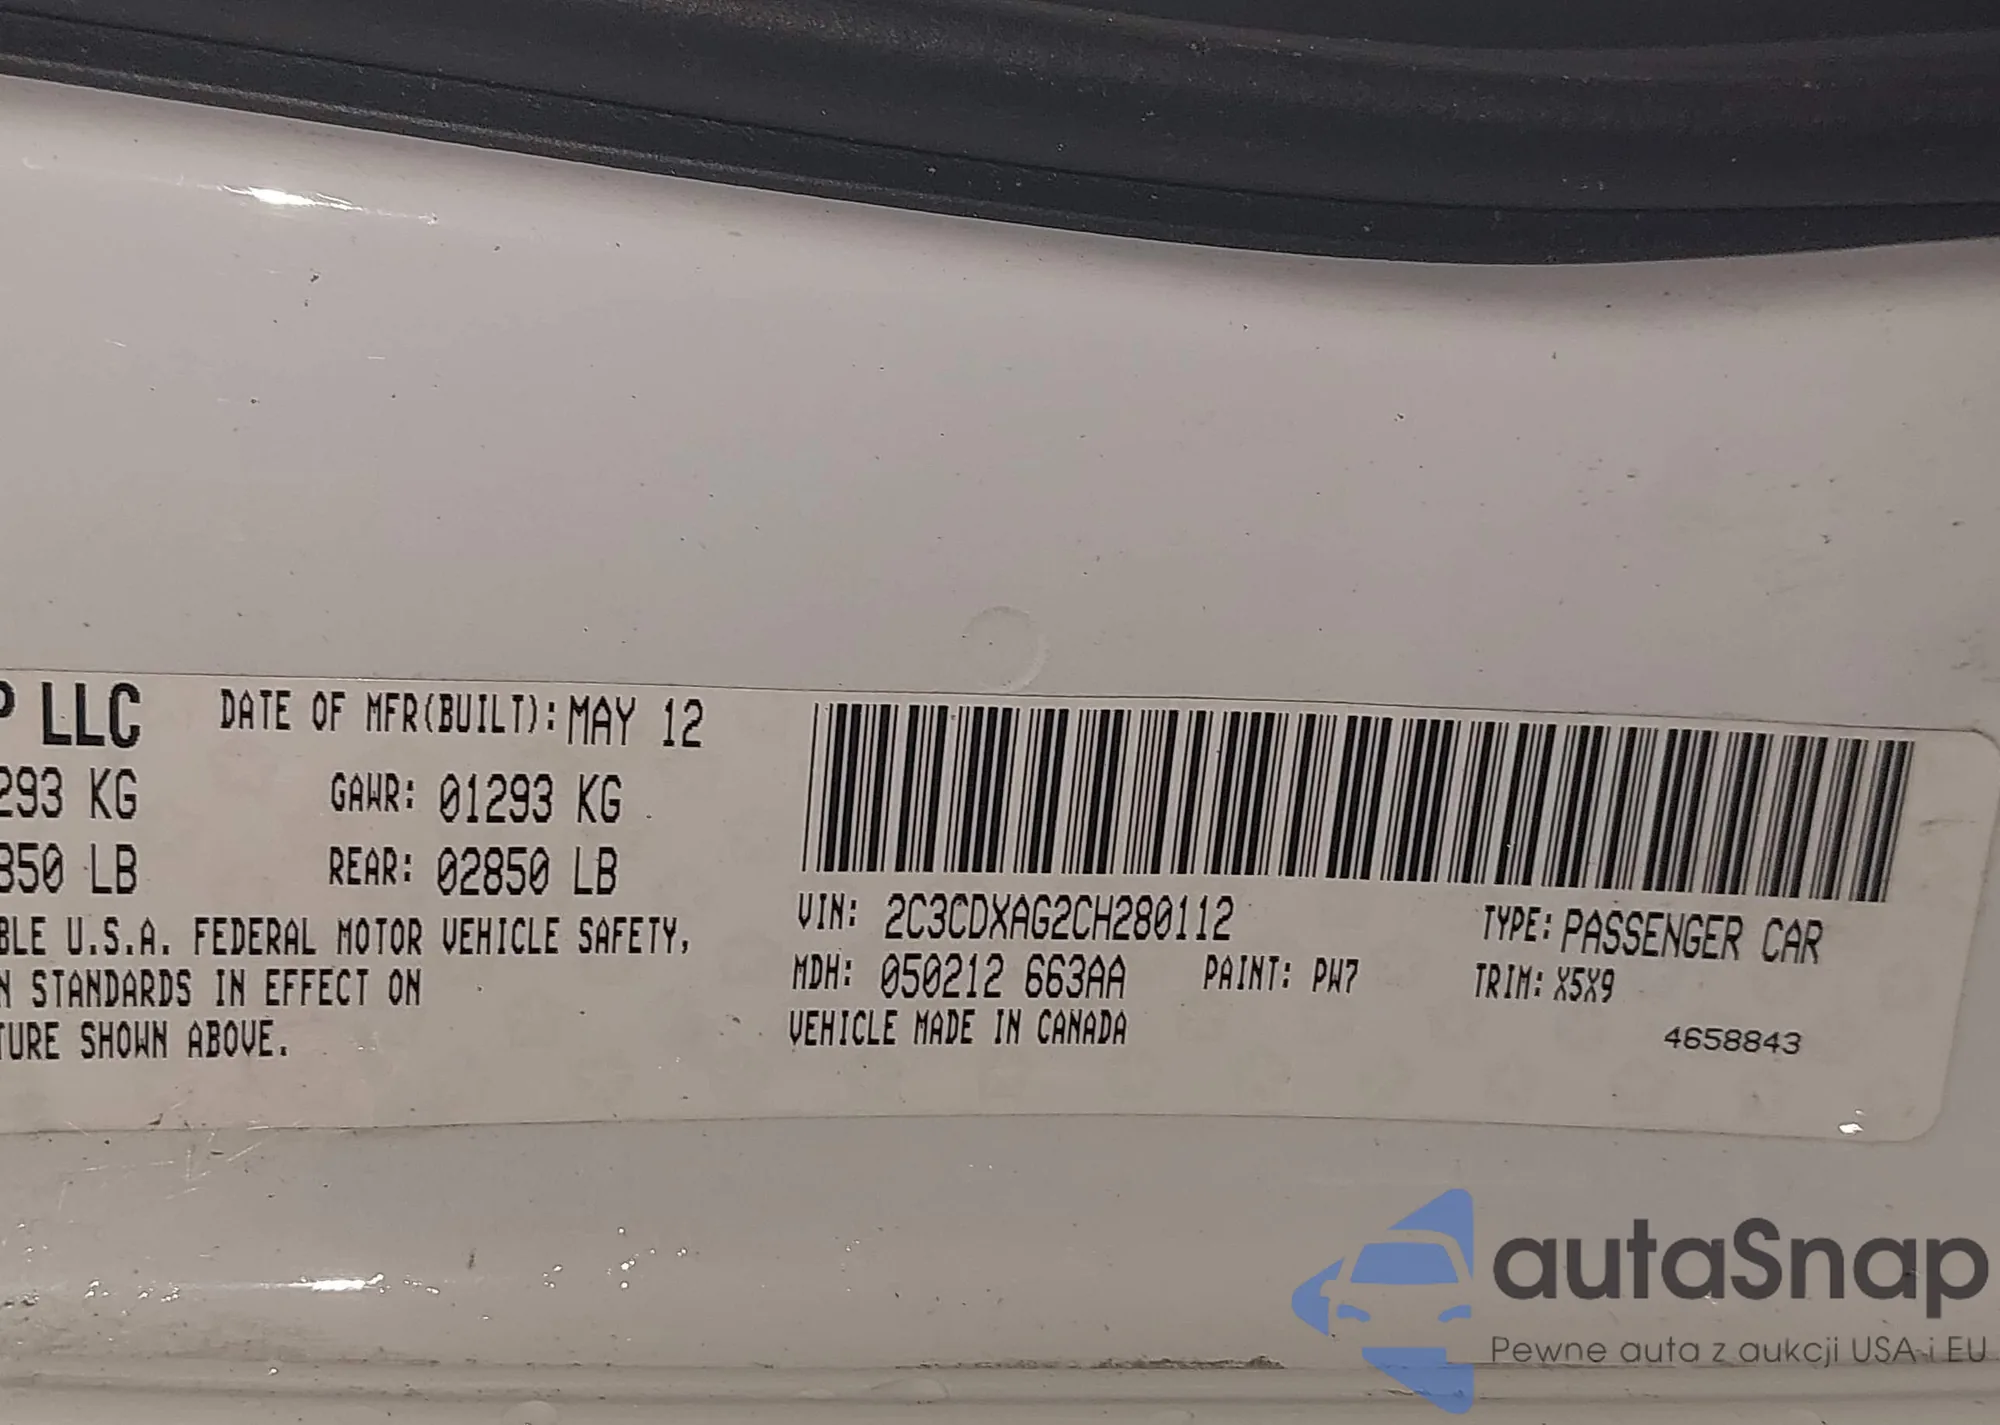 P LLC DATE OF MFR(BUILT): MAY 12
293 KG GAWR: 01293 KG
850 LB REAR: 02850 LB
BLE U.S.A. FEDERAL MOTOR VEHICLE SAFETY,
N STANDARDS IN EFFECT ON
TURE SHOWN ABOVE.
VIN: 2C3CDXAG2CH280112 TYPE: PASSENGER CAR
MDH: 050212 663AA PAINT: PW7 TRIM: X5X9
VEHICLE MADE IN CANADA 4658843
autaSnap
Pewne auta z aukcji USA i EU